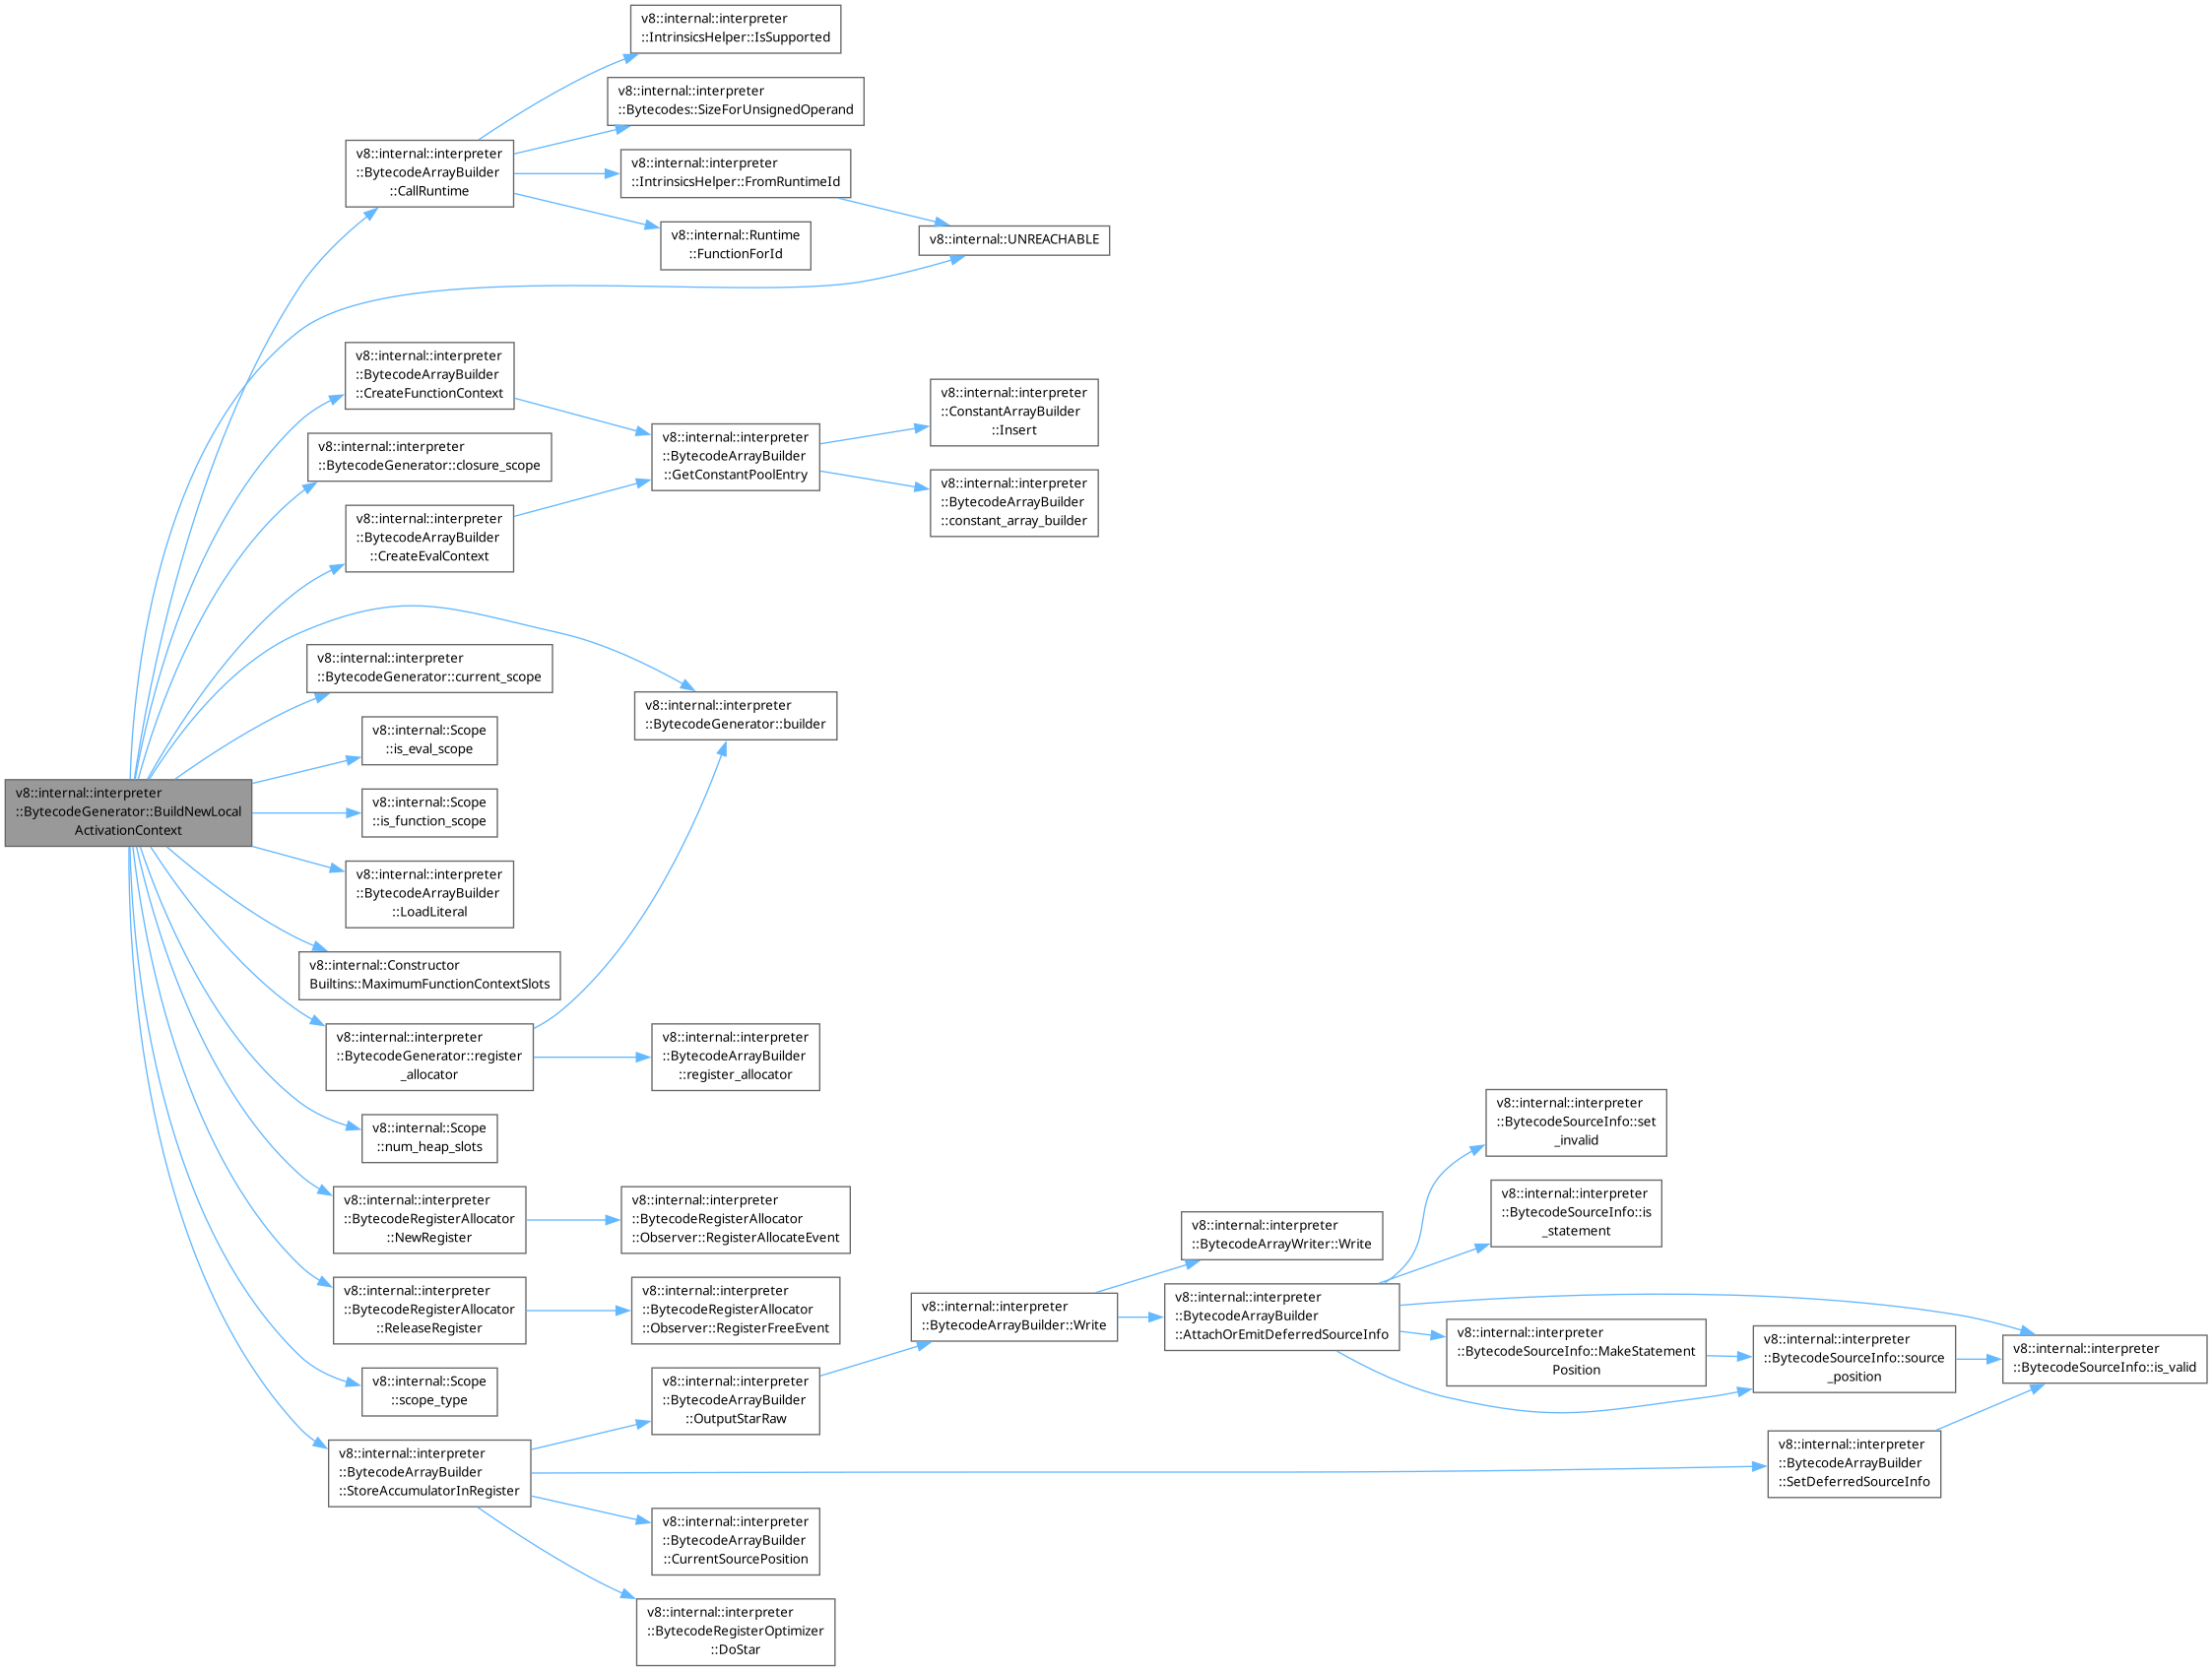 v8::internal::interpreter
::IntrinsicsHelper::IsSupported
v8::internal::interpreter
::Bytecodes::SizeForUnsignedOperand
v8::internal::interpreter
::BytecodeArrayBuilder
::CallRuntime
v8::internal::interpreter
::IntrinsicsHelper::FromRuntimeId
v8::internal::Runtime
::FunctionForId
v8::internal::UNREACHABLE
v8::internal::interpreter
::BytecodeArrayBuilder
::CreateFunctionContext
v8::internal::interpreter
::ConstantArrayBuilder
::Insert
v8::internal::interpreter
::BytecodeGenerator::closure_scope
v8::internal::interpreter
::BytecodeArrayBuilder
::GetConstantPoolEntry
v8::internal::interpreter
::BytecodeArrayBuilder
::constant_array_builder
v8::internal::interpreter
::BytecodeArrayBuilder
::CreateEvalContext
v8::internal::interpreter
::BytecodeGenerator::current_scope
v8::internal::interpreter
::BytecodeGenerator::builder
v8::internal::Scope
::is_eval_scope
v8::internal::interpreter
::BytecodeGenerator::BuildNewLocal
ActivationContext
v8::internal::Scope
::is_function_scope
v8::internal::interpreter
::BytecodeArrayBuilder
::LoadLiteral
v8::internal::Constructor
Builtins::MaximumFunctionContextSlots
v8::internal::interpreter
::BytecodeGenerator::register
_allocator
v8::internal::interpreter
::BytecodeArrayBuilder
::register_allocator
v8::internal::Scope
::num_heap_slots
v8::internal::interpreter
::BytecodeSourceInfo::set
_invalid
v8::internal::interpreter
::BytecodeRegisterAllocator
::NewRegister
v8::internal::interpreter
::BytecodeRegisterAllocator
::Observer::RegisterAllocateEvent
v8::internal::interpreter
::BytecodeArrayWriter::Write
v8::internal::interpreter
::BytecodeSourceInfo::is
_statement
v8::internal::interpreter
::BytecodeRegisterAllocator
::ReleaseRegister
v8::internal::interpreter
::BytecodeRegisterAllocator
::Observer::RegisterFreeEvent
v8::internal::interpreter
::BytecodeArrayBuilder::Write
v8::internal::interpreter
::BytecodeArrayBuilder
::AttachOrEmitDeferredSourceInfo
v8::internal::interpreter
::BytecodeSourceInfo::MakeStatement
Position
v8::internal::interpreter
::BytecodeSourceInfo::source
_position
v8::internal::interpreter
::BytecodeSourceInfo::is_valid
v8::internal::Scope
::scope_type
v8::internal::interpreter
::BytecodeArrayBuilder
::OutputStarRaw
v8::internal::interpreter
::BytecodeArrayBuilder
::StoreAccumulatorInRegister
v8::internal::interpreter
::BytecodeArrayBuilder
::SetDeferredSourceInfo
v8::internal::interpreter
::BytecodeArrayBuilder
::CurrentSourcePosition
v8::internal::interpreter
::BytecodeRegisterOptimizer
::DoStar